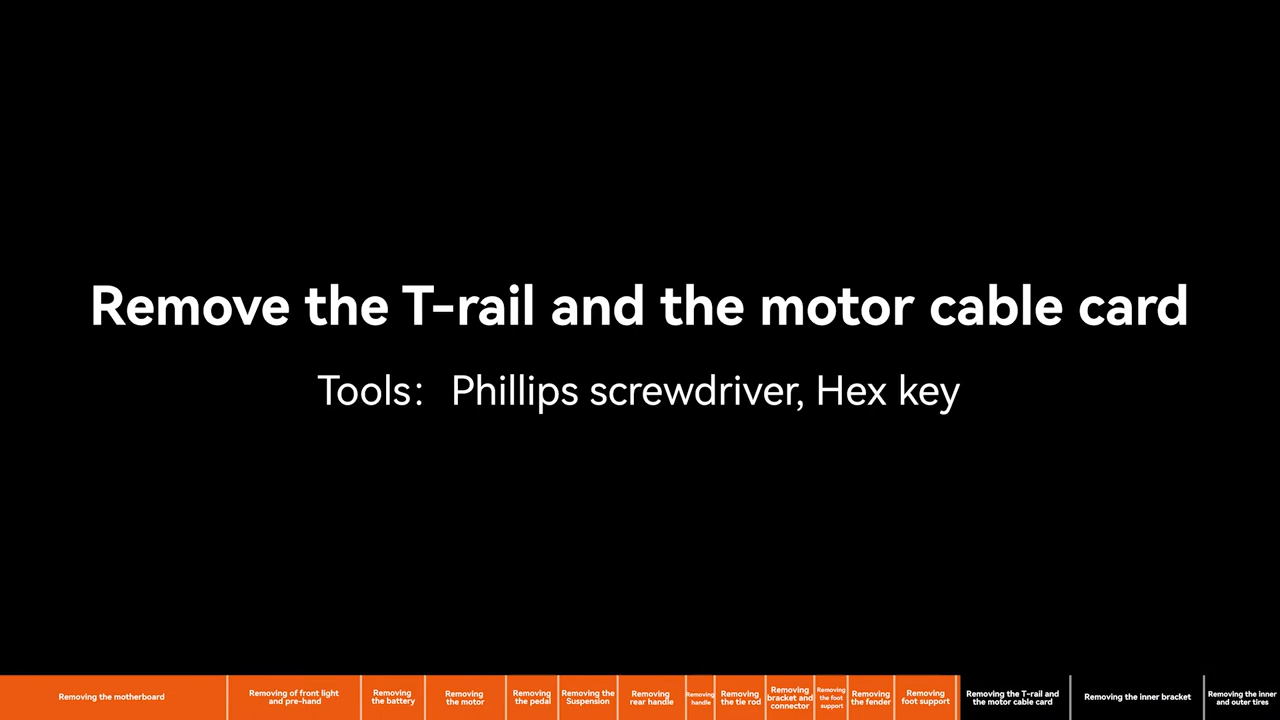 Remove the T-rail and the motor cable card
Tools： Phillips screwdriver, Hex key
Removing the motherboard
Removing of front light
and pre-hand
Removing
the battery
Removing
the motor
Removing
the pedal
Removing the
Suspension
Removing
rear handle
Removing
handle
Removing
the tie rod
Removing
bracket and
connector
Removing
the foot
support
Removing
the fender
Removing
foot support
Removing the T-rail and
the motor cable card
Removing the inner bracket
Removing the inner
and outer tires